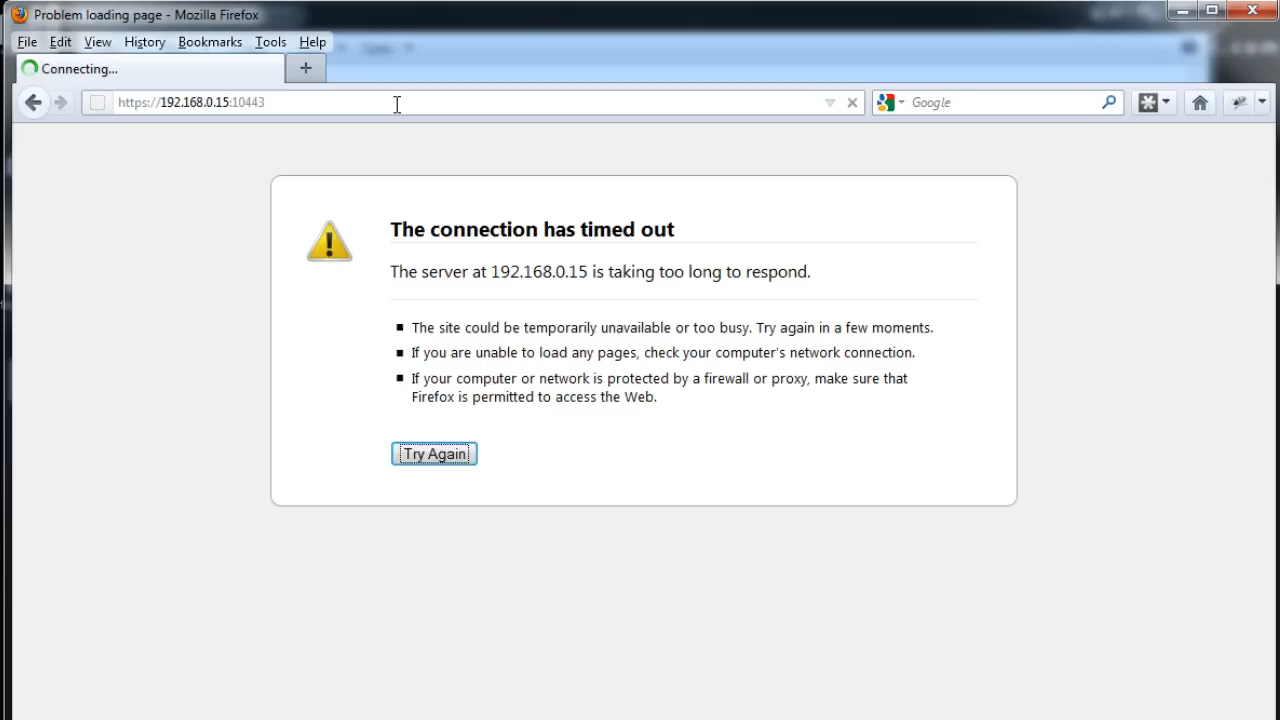 Problem loading page - Mozilla Firefox
File Edit View History Bookmarks Tools Help
Connecting...
https://192.168.0.15:10443
Google
The connection has timed out
The server at 192.168.0.15 is taking too long to respond.
The site could be temporarily unavailable or too busy. Try again in a few moments.
If you are unable to load any pages, check your computer's network connection.
If your computer or network is protected by a firewall or proxy, make sure that
Firefox is permitted to access the Web.
Try Again